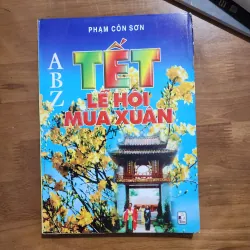 PHẠM CÔN SƠN
A
B
Z
TẾT
LỄ HỘI
MÙA XUÂN